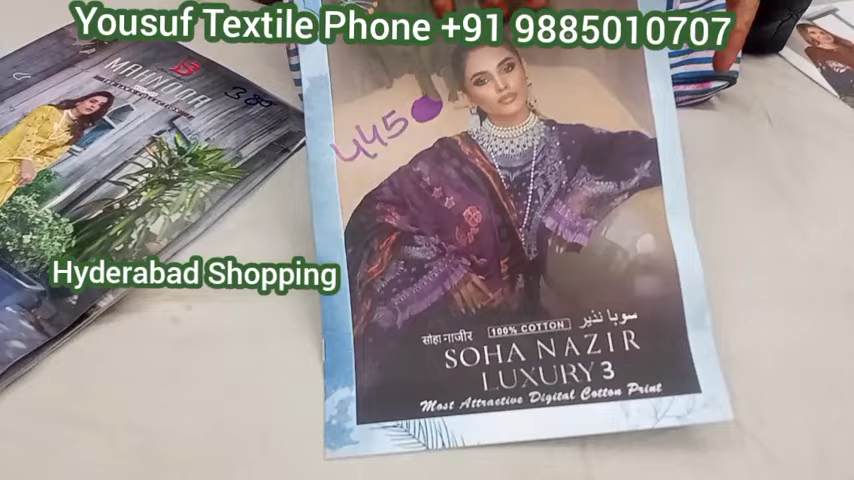 Yousuf Textile Phone +91 9885010707
MAHNOOR
380
445
Hyderabad Shopping
सोहा नाजीर
100% COTTON
سوہا نذیر
SOHA NAZIR
LUXURY 3
Most Attractive Digital Cotton Print